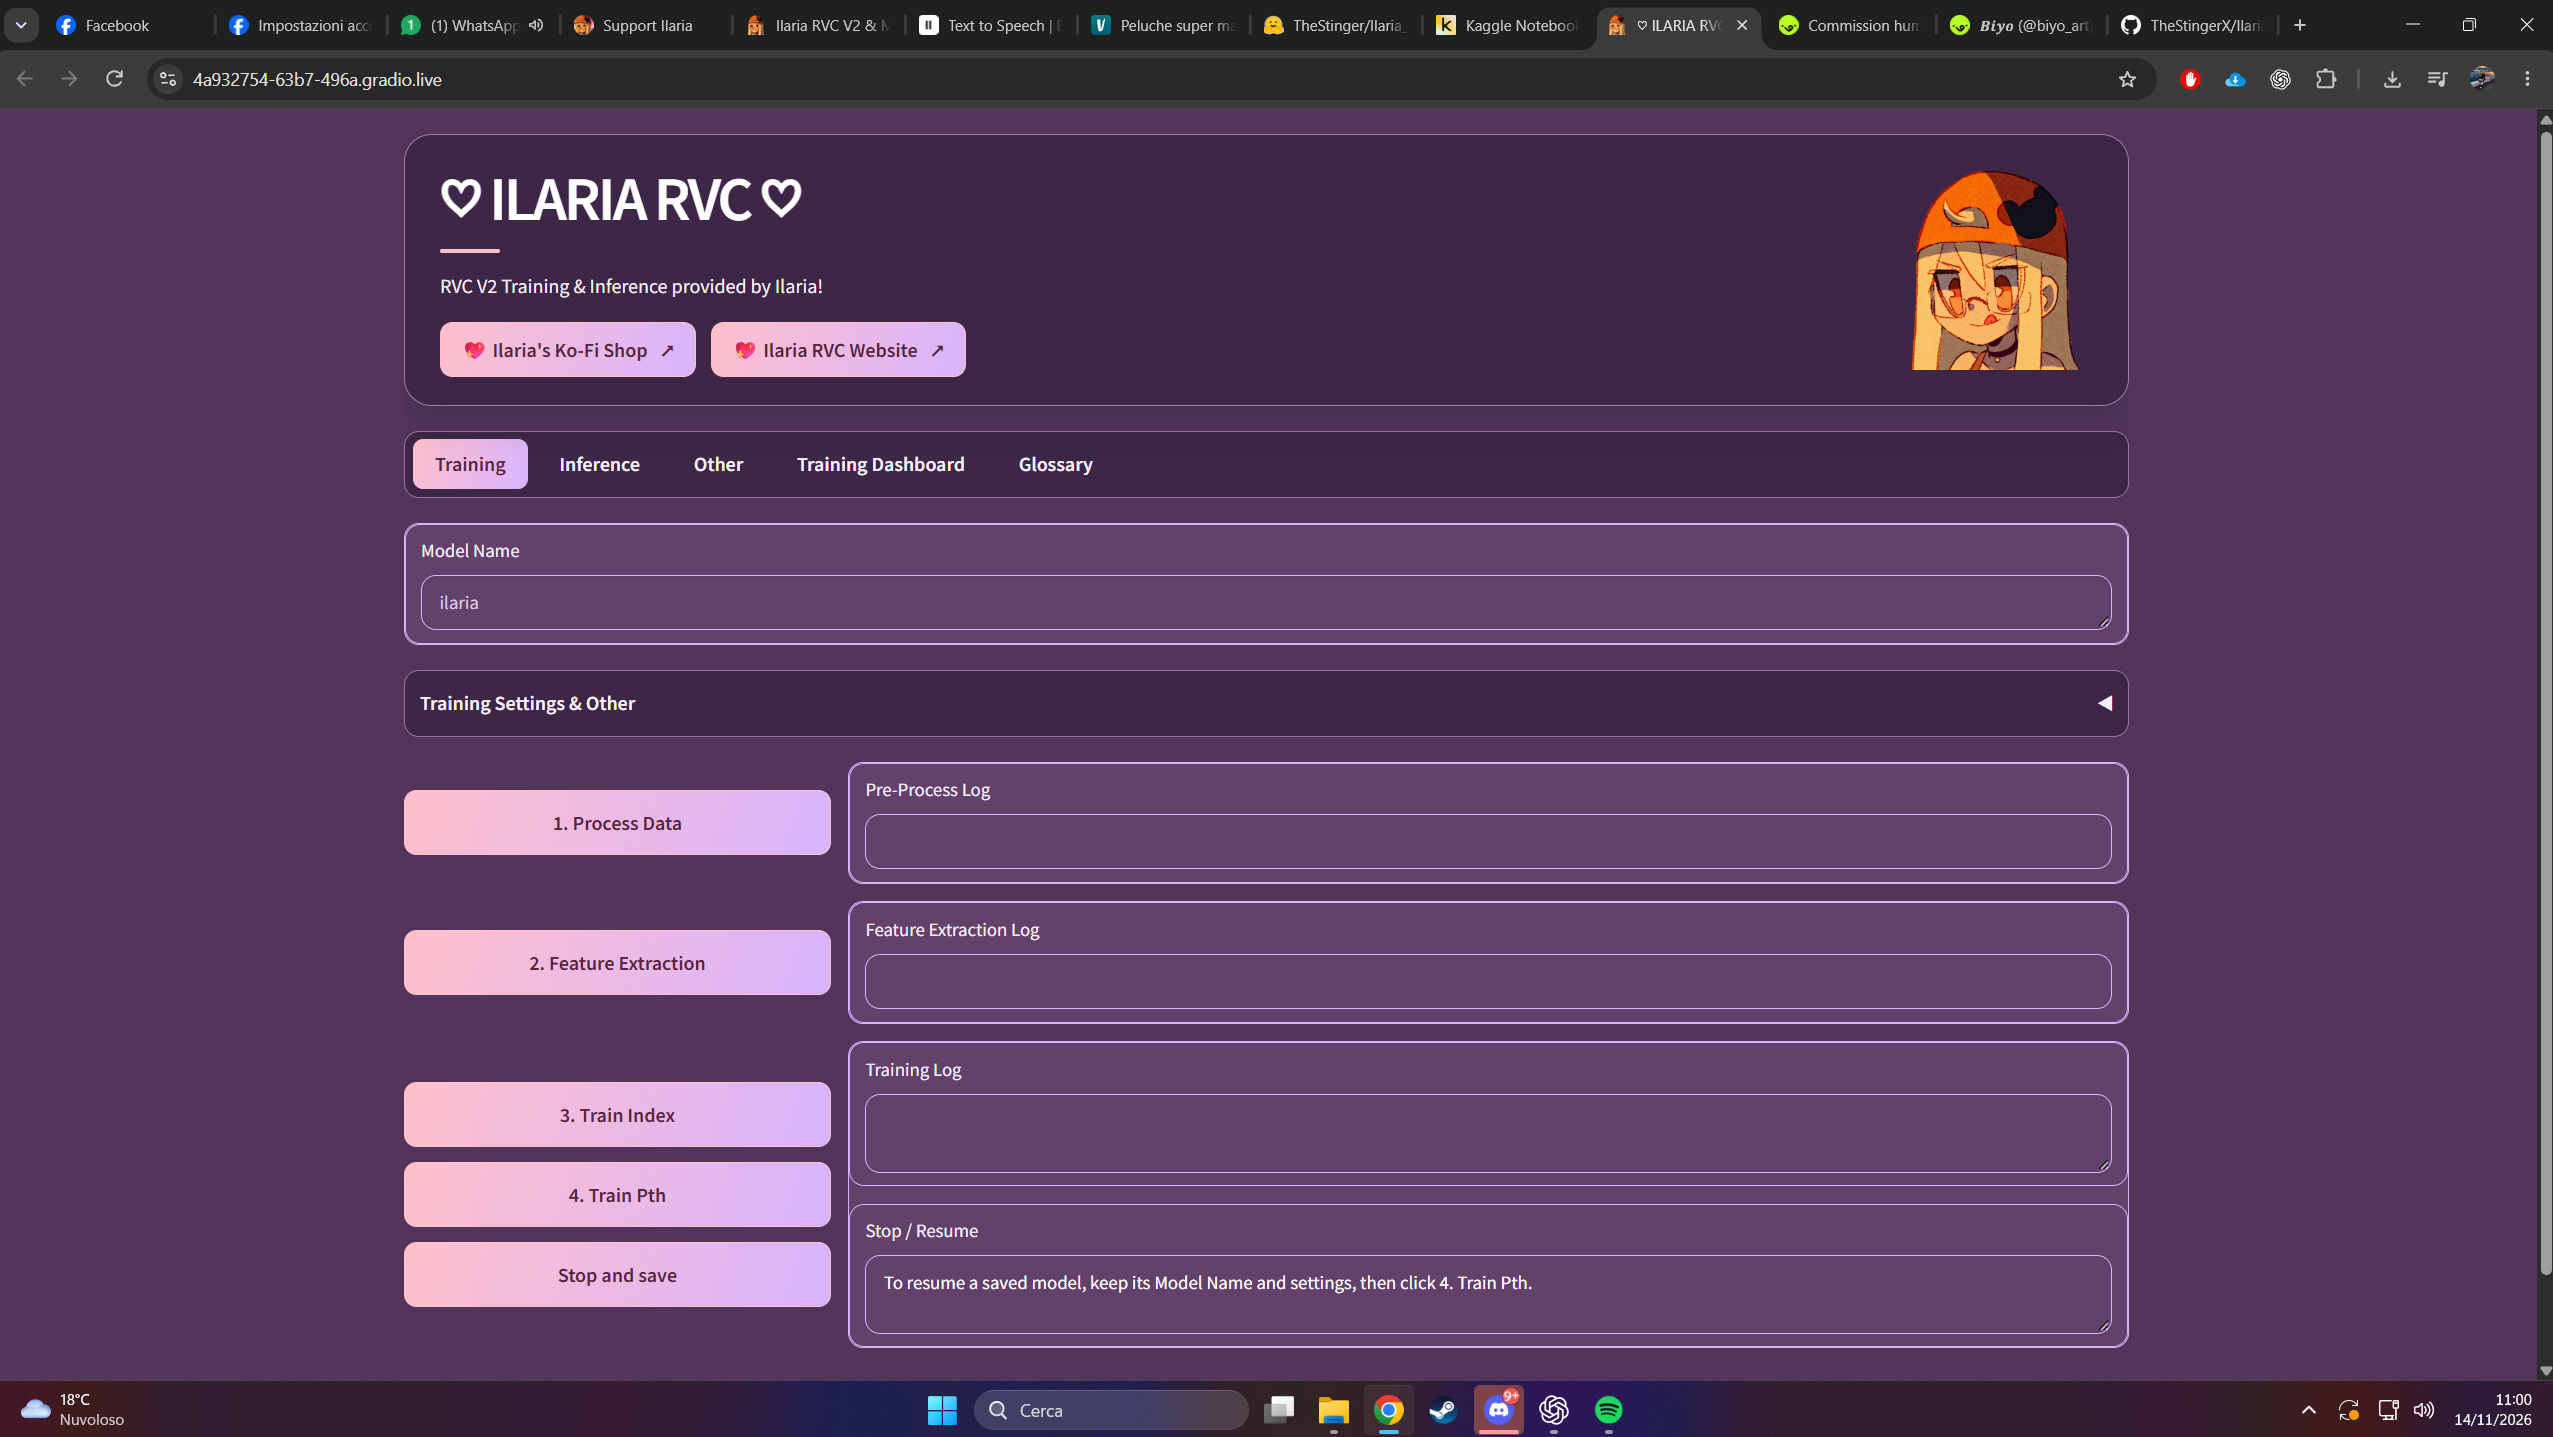 Facebook
Impostazioni acc
(1) WhatsApp
Support Ilaria
Ilaria RVC V2 & M
Text to Speech | E
Peluche super ma
TheStinger/Ilaria_
Kaggle Notebook
♡ ILARIA RVC
Commission hum
Biyo (@biyo_art)
TheStingerX/Ilari
4a932754-63b7-496a.gradio.live
♡ ILARIA RVC ♡
RVC V2 Training & Inference provided by Ilaria!
💖 Ilaria's Ko-Fi Shop ↗
💖 Ilaria RVC Website ↗
Training
Inference
Other
Training Dashboard
Glossary
Model Name
ilaria
Training Settings & Other
1. Process Data
Pre-Process Log
2. Feature Extraction
Feature Extraction Log
3. Train Index
4. Train Pth
Stop and save
Training Log
Stop / Resume
To resume a saved model, keep its Model Name and settings, then click 4. Train Pth.
18°C
Nuvoloso
Cerca
9+
11:00
14/11/2026